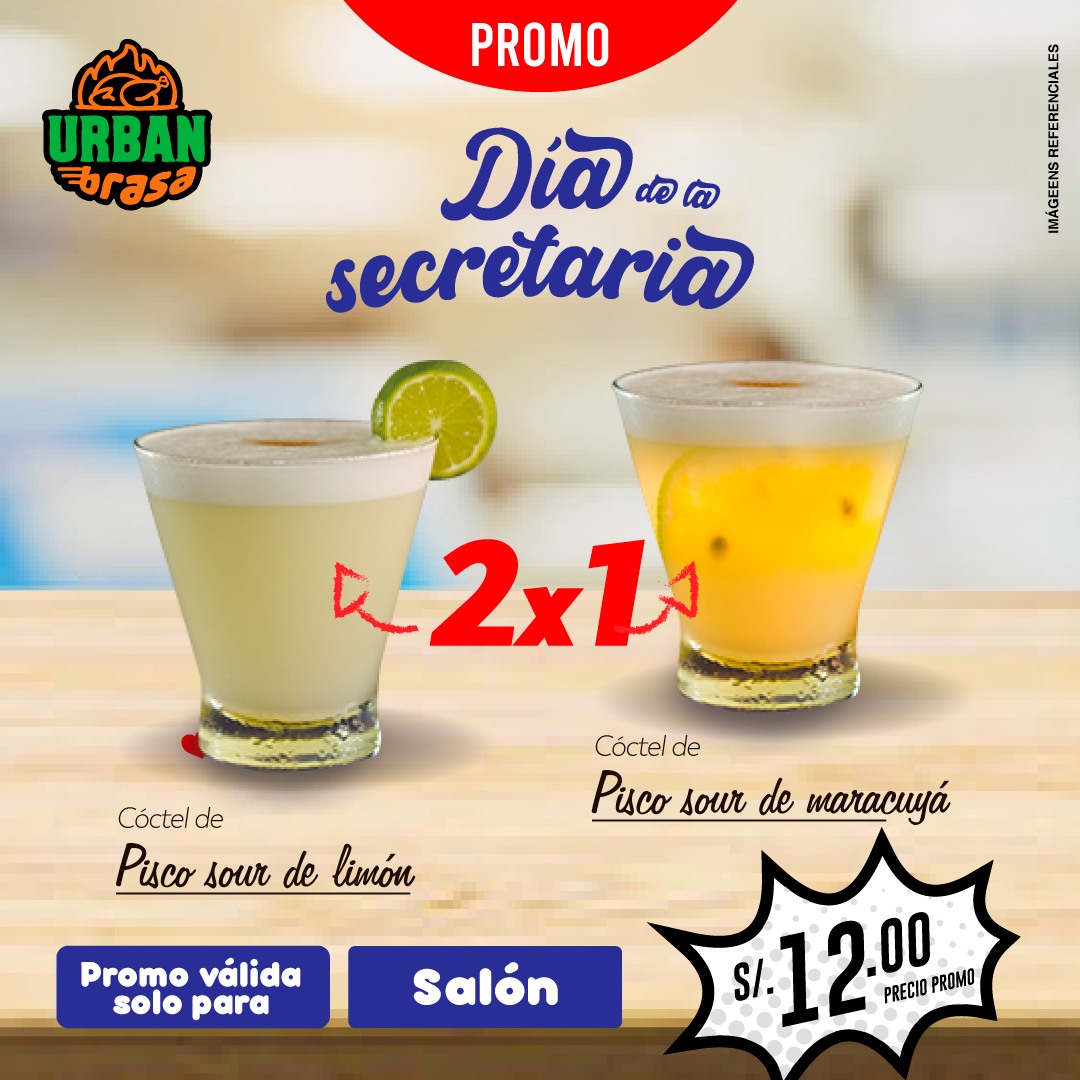 PROMO
URBAN
brasa
IMÁGEENS REFERENCIALES
Día de la
secretaria
2x1
Cóctel de
Pisco sour de maracuyá
Cóctel de
Pisco sour de limón
Promo válida
solo para
Salón
S/.12.00
PRECIO PROMO